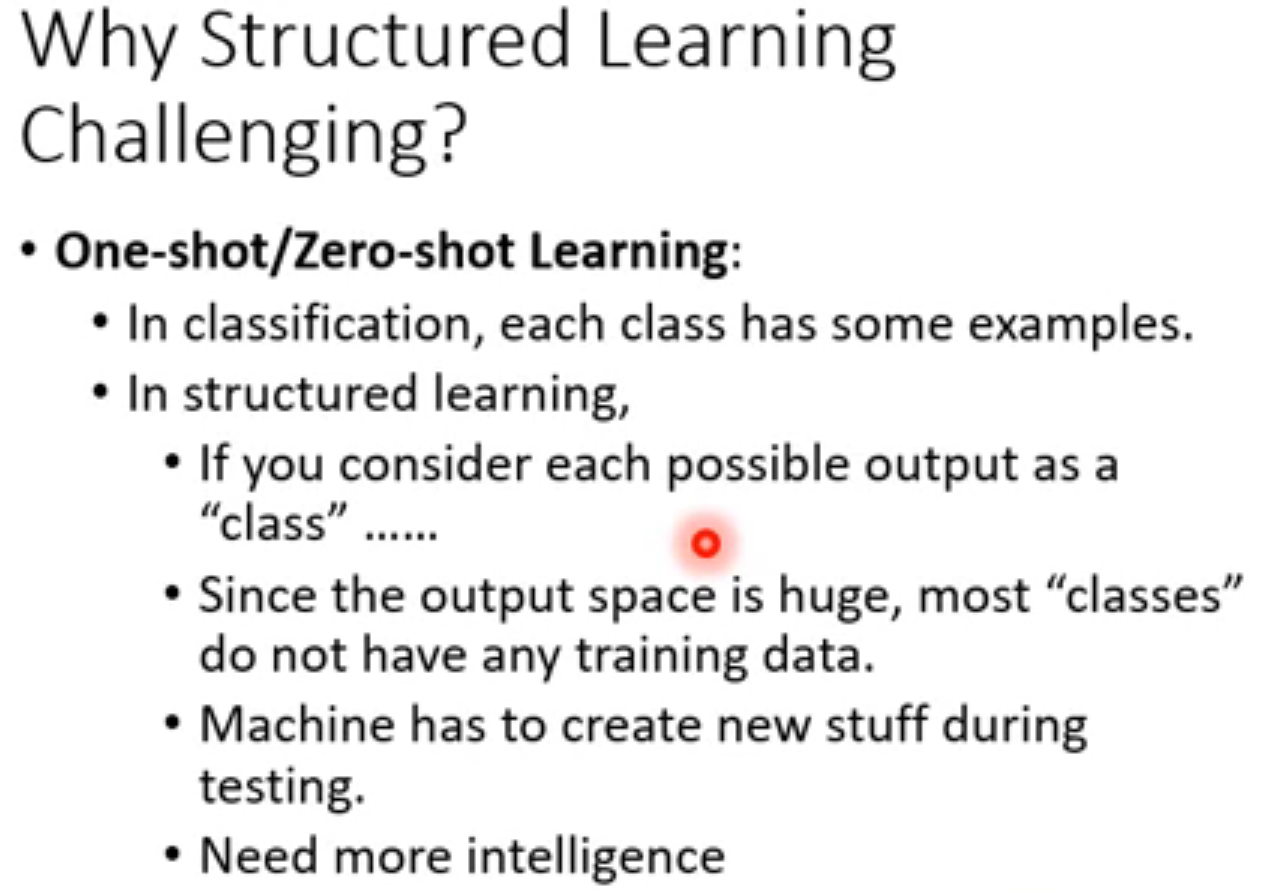 Why Structured Learning
Challenging?
• One-shot/Zero-shot Learning:
• In classification, each class has some examples.
• In structured learning,
• If you consider each possible output as a
“class” ……
• Since the output space is huge, most “classes”
do not have any training data.
• Machine has to create new stuff during
testing.
• Need more intelligence